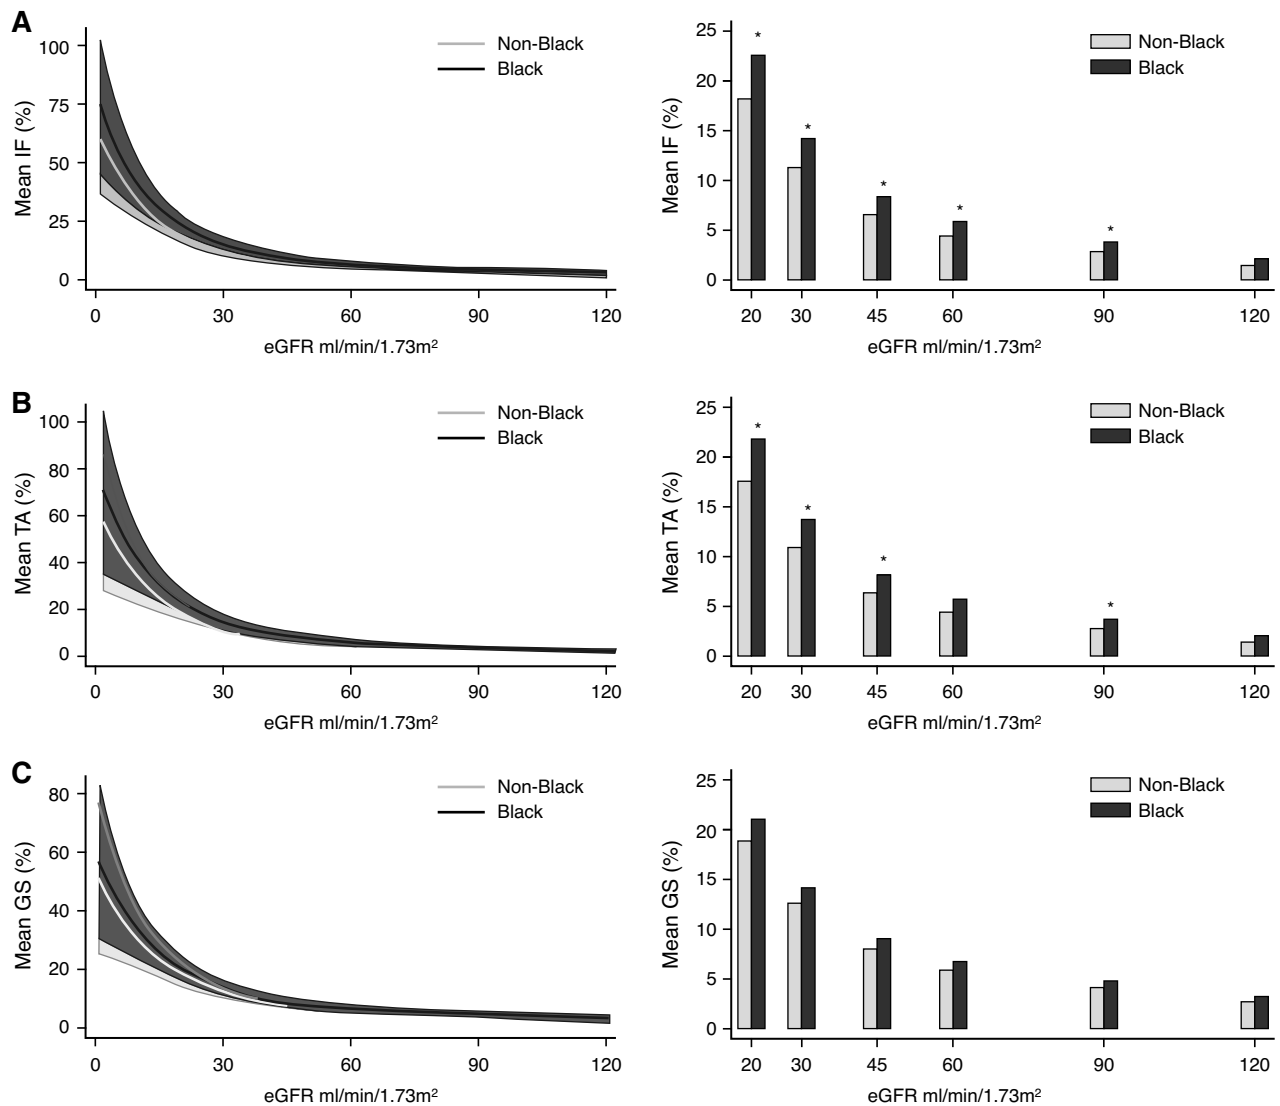 A
Mean IF (%)
100
75
50
25
0
Non-Black
Black
0 30 60 90 120
eGFR ml/min/1.73m²
Mean IF (%)
25
20
15
10
5
0
* * * * *
Non-Black
Black
20 30 45 60 90 120
eGFR ml/min/1.73m²
B
Mean TA (%)
100
80
60
40
20
0
Non-Black
Black
0 30 60 90 120
eGFR ml/min/1.73m²
Mean TA (%)
25
20
15
10
5
0
* * * *
Non-Black
Black
20 30 45 60 90 120
eGFR ml/min/1.73m²
C
Mean GS (%)
80
60
40
20
0
Non-Black
Black
0 30 60 90 120
eGFR ml/min/1.73m²
Mean GS (%)
25
20
15
10
5
0
Non-Black
Black
20 30 45 60 90 120
eGFR ml/min/1.73m²